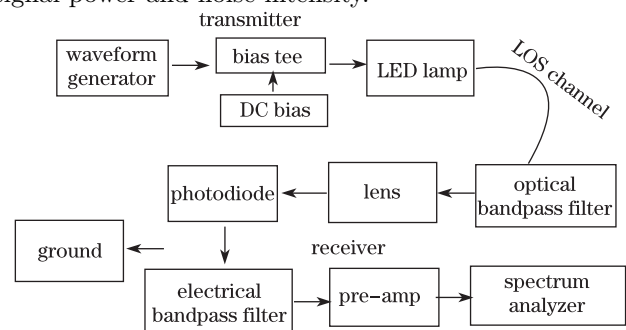 signal power and noise intensity.
transmitter
waveform
generator
bias tee
LED lamp
DC bias
LOS channel
optical
bandpass filter
lens
photodiode
ground
receiver
electrical
bandpass filter
pre-amp
spectrum
analyzer